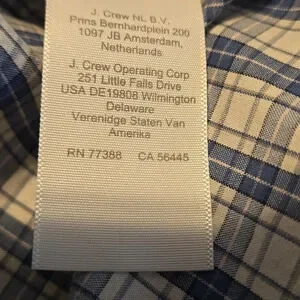 J. Crew NL B.V.
Prins Bernhardplein 200
1097 JB Amsterdam,
Netherlands
J. Crew Operating Corp
251 Little Falls Drive
USA DE19808 Wilmington
Delaware
Verenidge Staten Van
Amerika
RN 77388 CA 56445